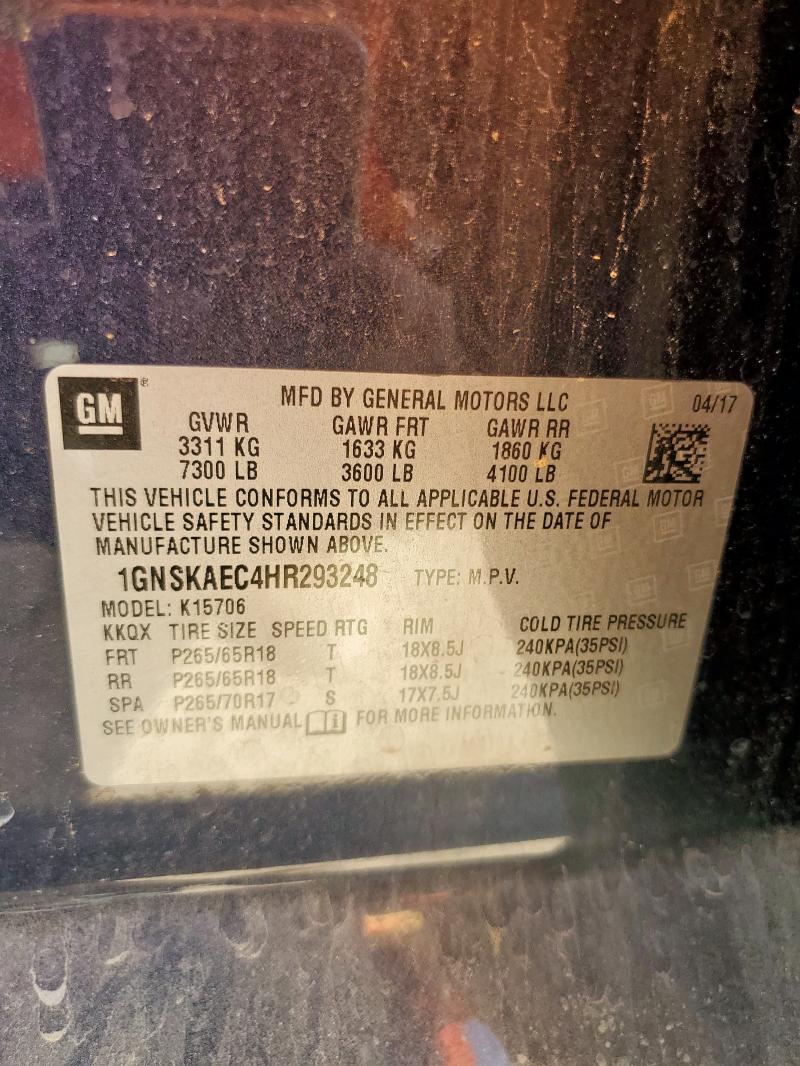 GM
MFD BY GENERAL MOTORS LLC 04/17
GVWR GAWR FRT GAWR RR
3311 KG 1633 KG 1860 KG
7300 LB 3600 LB 4100 LB
THIS VEHICLE CONFORMS TO ALL APPLICABLE U.S. FEDERAL MOTOR
VEHICLE SAFETY STANDARDS IN EFFECT ON THE DATE OF
MANUFACTURE SHOWN ABOVE.
1GNSKAEC4HR293248 TYPE: M.P.V.
MODEL: K15706
KKQX TIRE SIZE SPEED RTG RIM COLD TIRE PRESSURE
FRT P265/65R18 T 18X8.5J 240KPA(35PSI)
RR P265/65R18 T 18X8.5J 240KPA(35PSI)
SPA P265/70R17 S 17X7.5J 240KPA(35PSI)
SEE OWNER'S MANUAL FOR MORE INFORMATION.